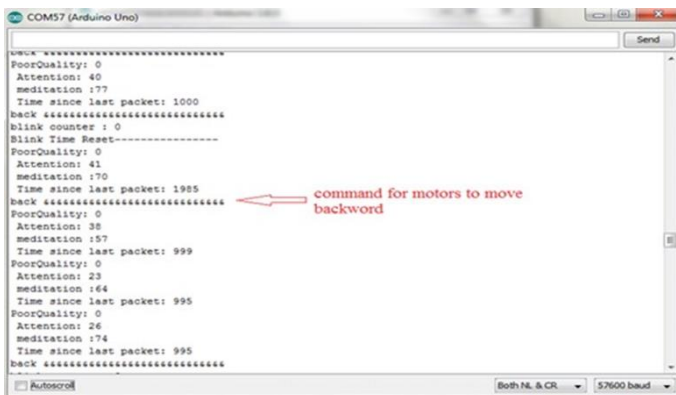 COM57 (Arduino Uno)
Send
back &&&&&&&&&&&&&&&&&&&&&&&&&&&&
PoorQuality: 0
Attention: 40
meditation :77
Time since last packet: 1000
back &&&&&&&&&&&&&&&&&&&&&&&&&&&&
blink counter : 0
Blink Time Reset----------------
PoorQuality: 0
Attention: 41
meditation :70
Time since last packet: 1985
back &&&&&&&&&&&&&&&&&&&&&&&&&&&&
command for motors to move
backword
PoorQuality: 0
Attention: 38
meditation :57
Time since last packet: 999
PoorQuality: 0
Attention: 23
meditation :64
Time since last packet: 995
PoorQuality: 0
Attention: 26
meditation :74
Time since last packet: 995
back &&&&&&&&&&&&&&&&&&&&&&&&&&&&
Autoscroll
Both NL & CR
57600 baud